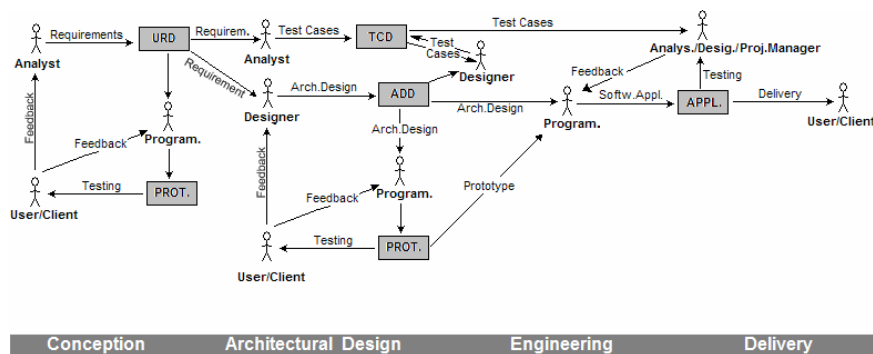 Requirements
URD
Requirem.
Test Cases
TCD
Test Cases
Analyst
Analyst
Test
Cases
Designer
Analys./Desig./Proj.Manager
Requirement
Feedback
Testing
Arch.Design
ADD
Arch.Design
Softw.Appl.
APPL.
Delivery
Designer
Program.
User/Client
Feedback
Feedback
Program.
Arch.Design
Testing
PROT.
User/Client
Feedback
Feedback
Program.
Prototype
Testing
PROT.
User/Client
Conception
Architectural Design
Engineering
Delivery